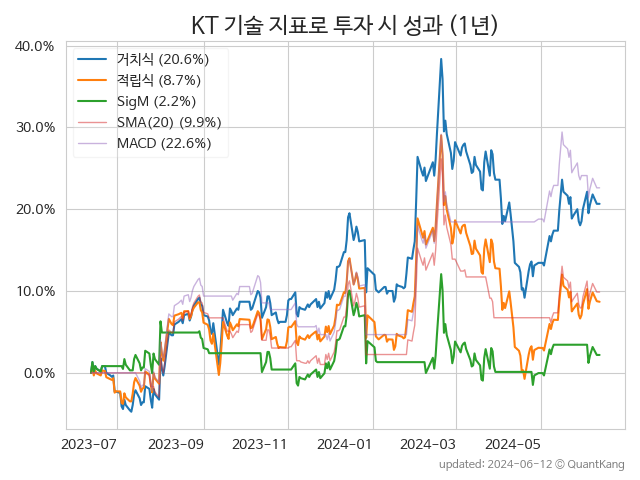 KT 기술 지표로 투자 시 성과 (1년)
40.0%
30.0%
20.0%
10.0%
0.0%
거치식 (20.6%)
적립식 (8.7%)
SigM (2.2%)
SMA(20) (9.9%)
MACD (22.6%)
2023-07 2023-09 2023-11 2024-01 2024-03 2024-05
updated: 2024-06-12 © QuantKang